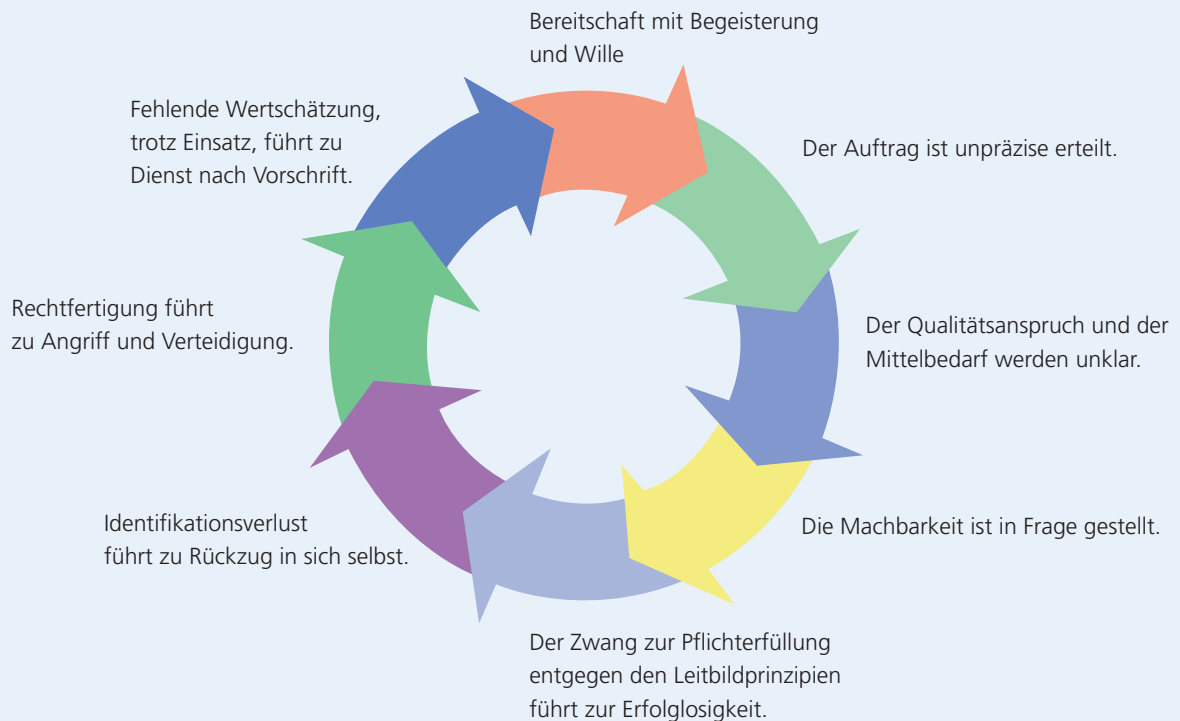 Bereitschaft mit Begeisterung
und Wille
Der Auftrag ist unpräzise erteilt.
Der Qualitätsanspruch und der
Mittelbedarf werden unklar.
Die Machbarkeit ist in Frage gestellt.
Der Zwang zur Pflichterfüllung
entgegen den Leitbildprinzipien
führt zur Erfolglosigkeit.
Identifikationsverlust
führt zu Rückzug in sich selbst.
Rechtfertigung führt
zu Angriff und Verteidigung.
Fehlende Wertschätzung,
trotz Einsatz, führt zu
Dienst nach Vorschrift.